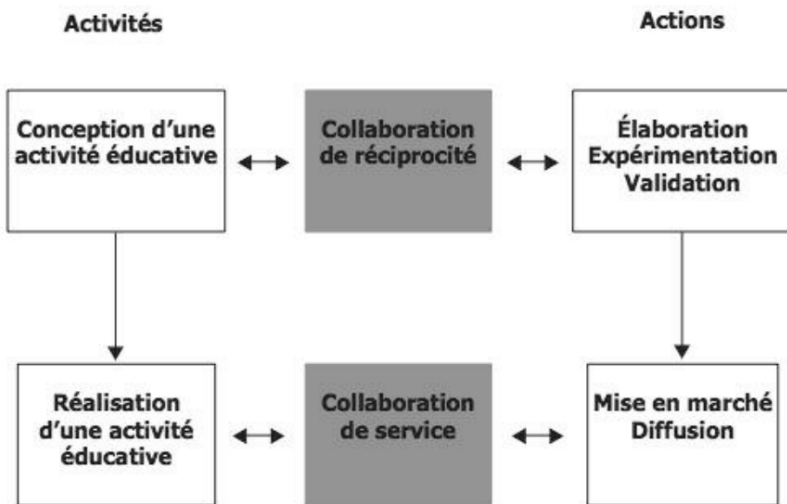 Activités
Actions
Conception d'une
activité éducative
Collaboration
de réciprocité
Élaboration
Expérimentation
Validation
Réalisation
d'une activité
éducative
Collaboration
de service
Mise en marché
Diffusion